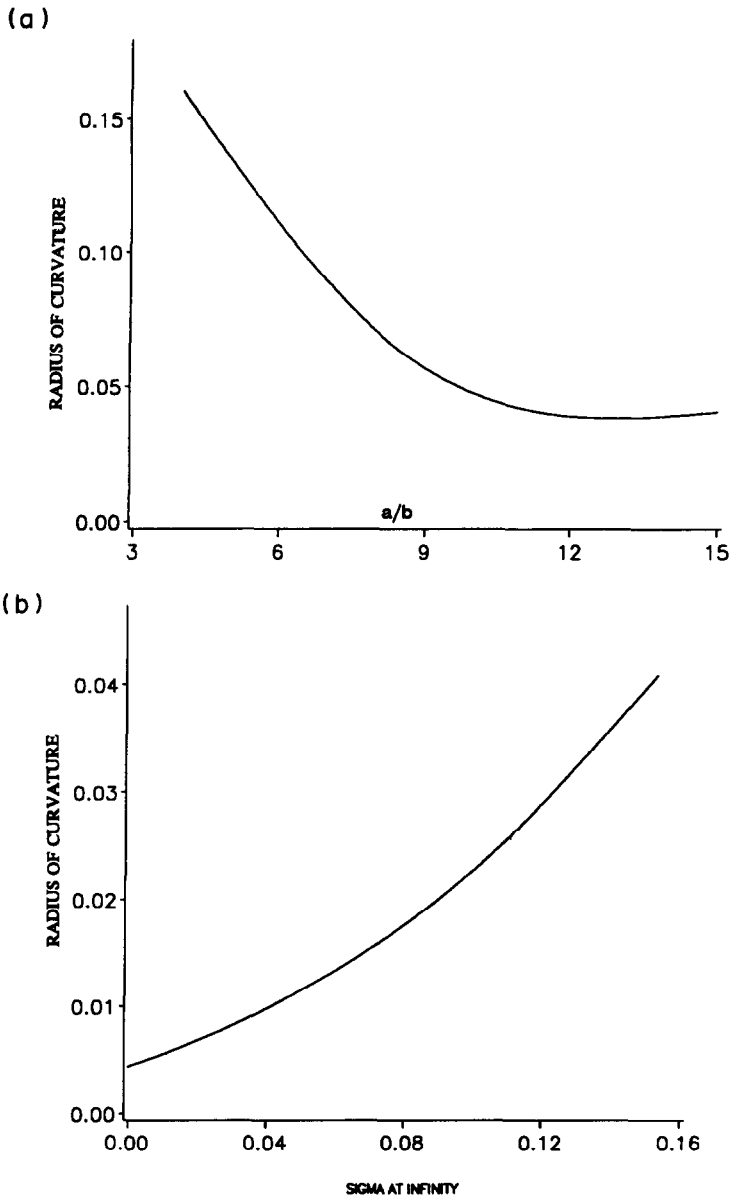 (a)
RADIUS OF CURVATURE
0.15
0.10
0.05
0.00
a/b
3 6 9 12 15
(b)
RADIUS OF CURVATURE
0.04
0.03
0.02
0.01
0.00
0.00 0.04 0.08 0.12 0.16
SIGMA AT INFINITY